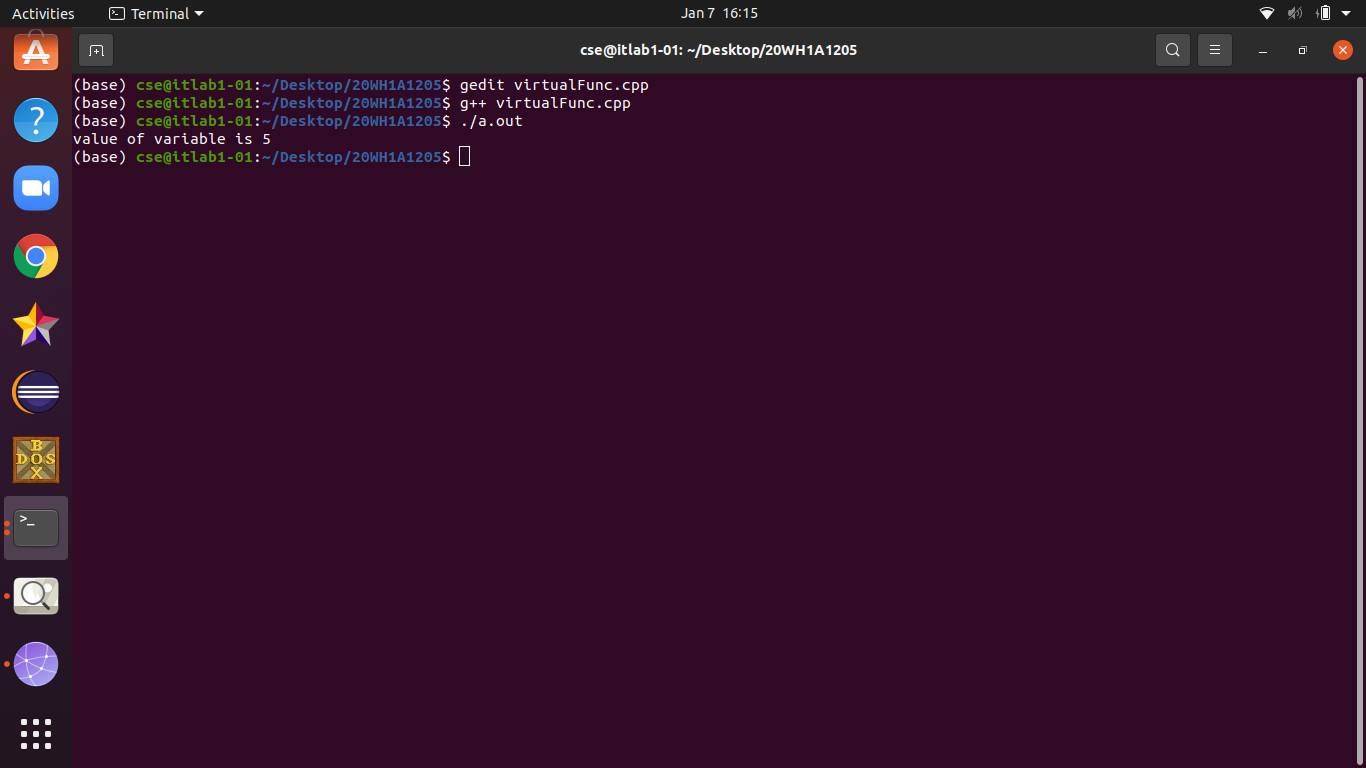 Activities Terminal Jan 7 16:15
cse@itlab1-01: ~/Desktop/20WH1A1205
(base) cse@itlab1-01:~/Desktop/20WH1A1205$ gedit virtualFunc.cpp
(base) cse@itlab1-01:~/Desktop/20WH1A1205$ g++ virtualFunc.cpp
(base) cse@itlab1-01:~/Desktop/20WH1A1205$ ./a.out
value of variable is 5
(base) cse@itlab1-01:~/Desktop/20WH1A1205$
?
BOX
DOS
>_